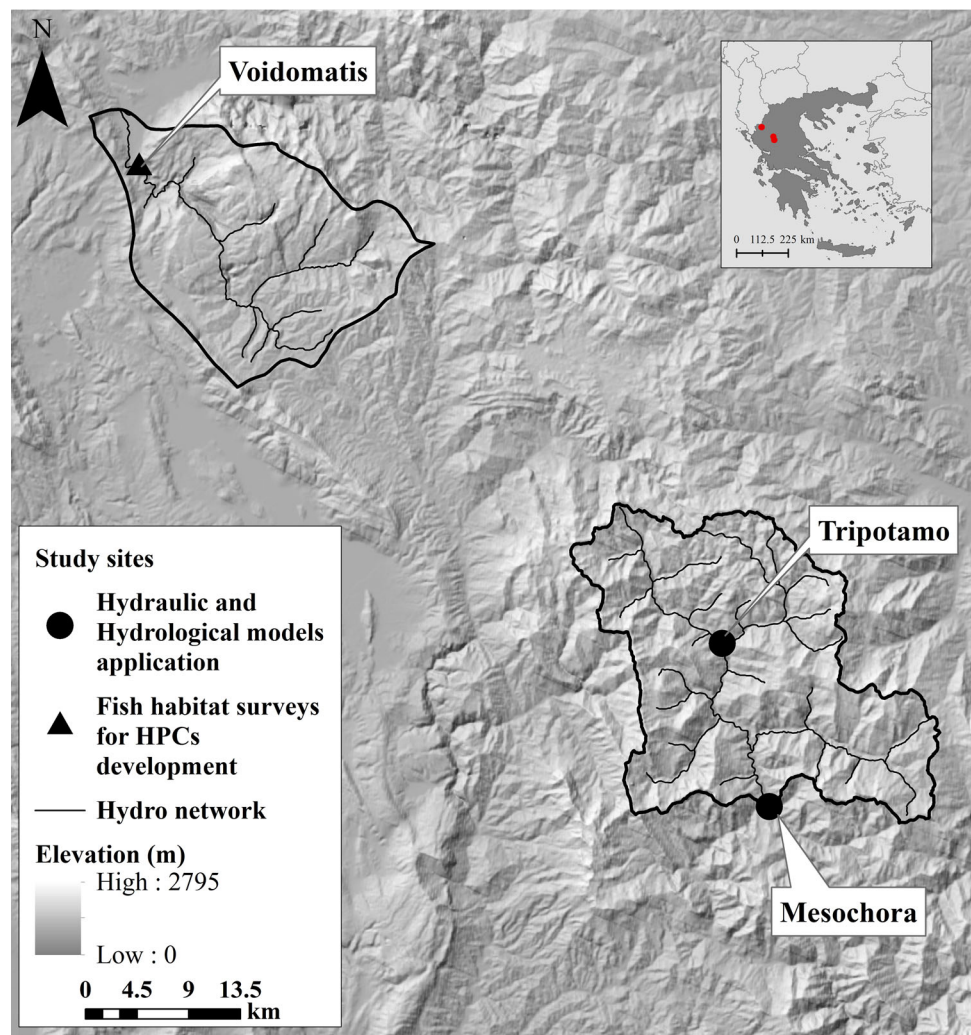 N
Voidomatis
0 112.5 225 km
Tripotamo
Mesochora
Study sites
Hydraulic and
Hydrological models
application
Fish habitat surveys
for HPCs
development
Hydro network
Elevation (m)
High : 2795
Low : 0
0 4.5 9 13.5
km